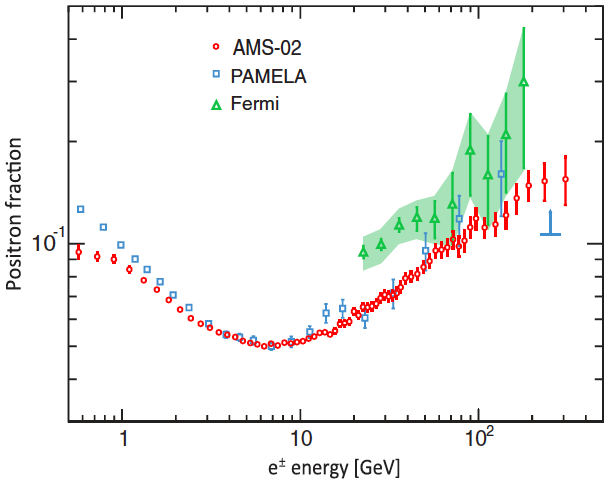 AMS-02
PAMELA
Fermi
Positron fraction
10⁻¹
1
10
10²
e± energy [GeV]